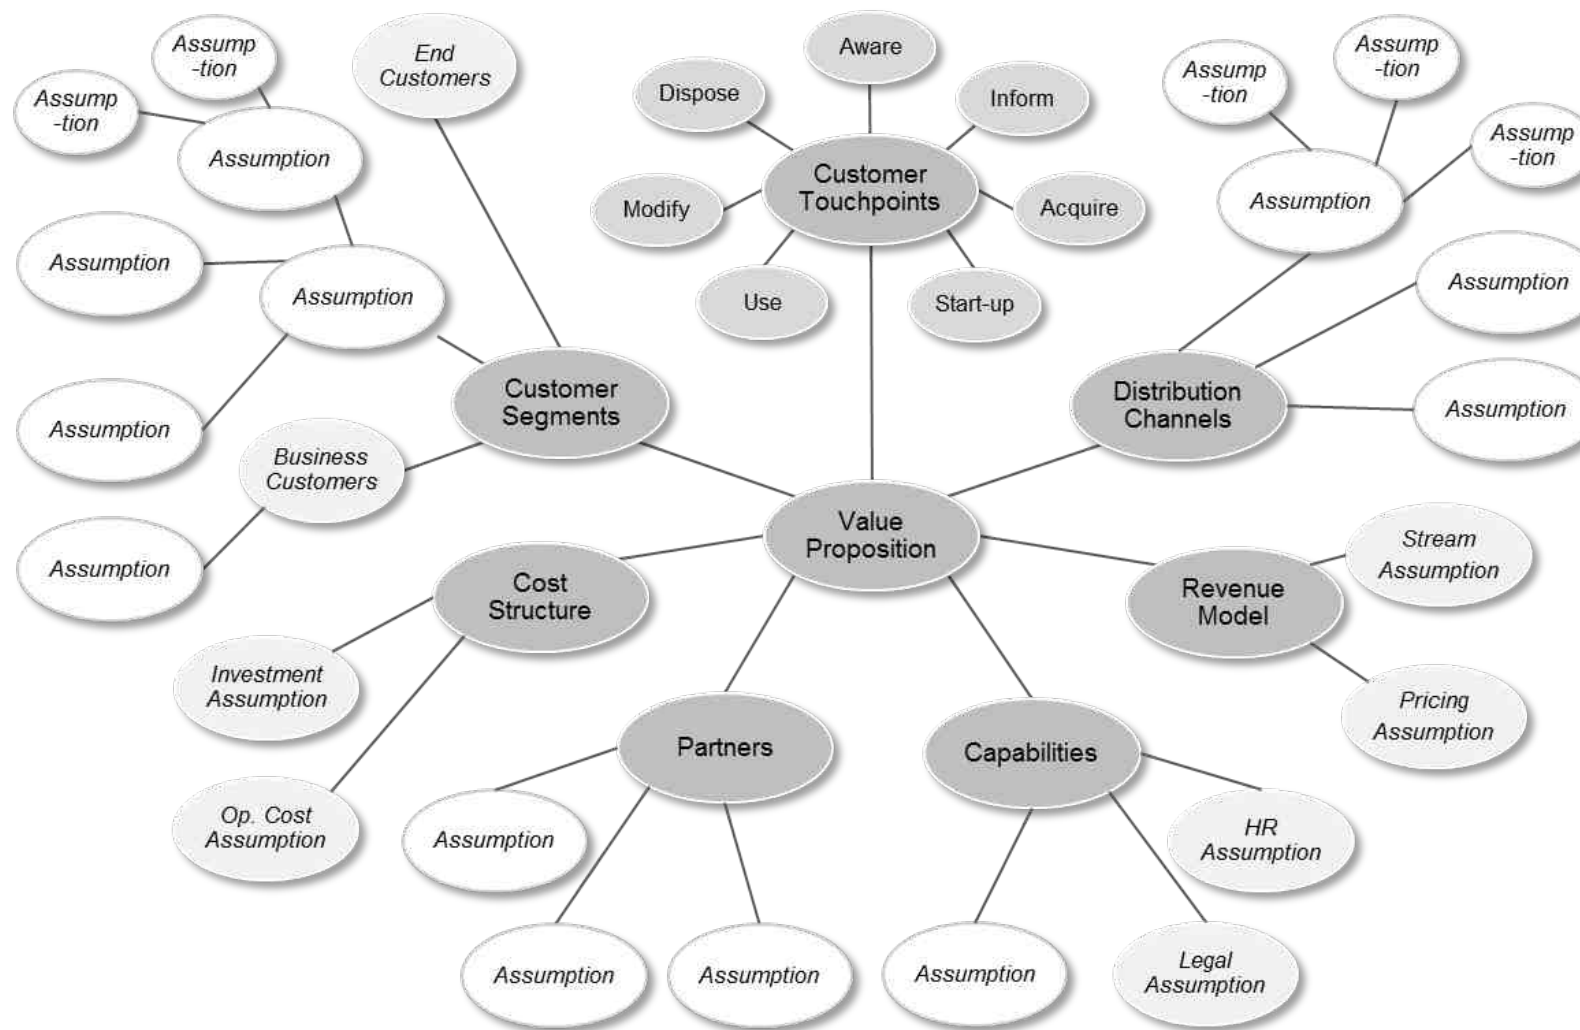 Assump
-tion
Assump
-tion
End
Customers
Aware
Dispose
Inform
Assump
-tion
Assump
-tion
Assump
-tion
Assumption
Customer
Touchpoints
Modify
Acquire
Assumption
Assumption
Assumption
Use
Start-up
Assumption
Customer
Segments
Distribution
Channels
Assumption
Assumption
Business
Customers
Assumption
Value
Proposition
Stream
Assumption
Cost
Structure
Revenue
Model
Investment
Assumption
Pricing
Assumption
Partners
Capabilities
Op. Cost
Assumption
Assumption
HR
Assumption
Assumption
Assumption
Assumption
Legal
Assumption